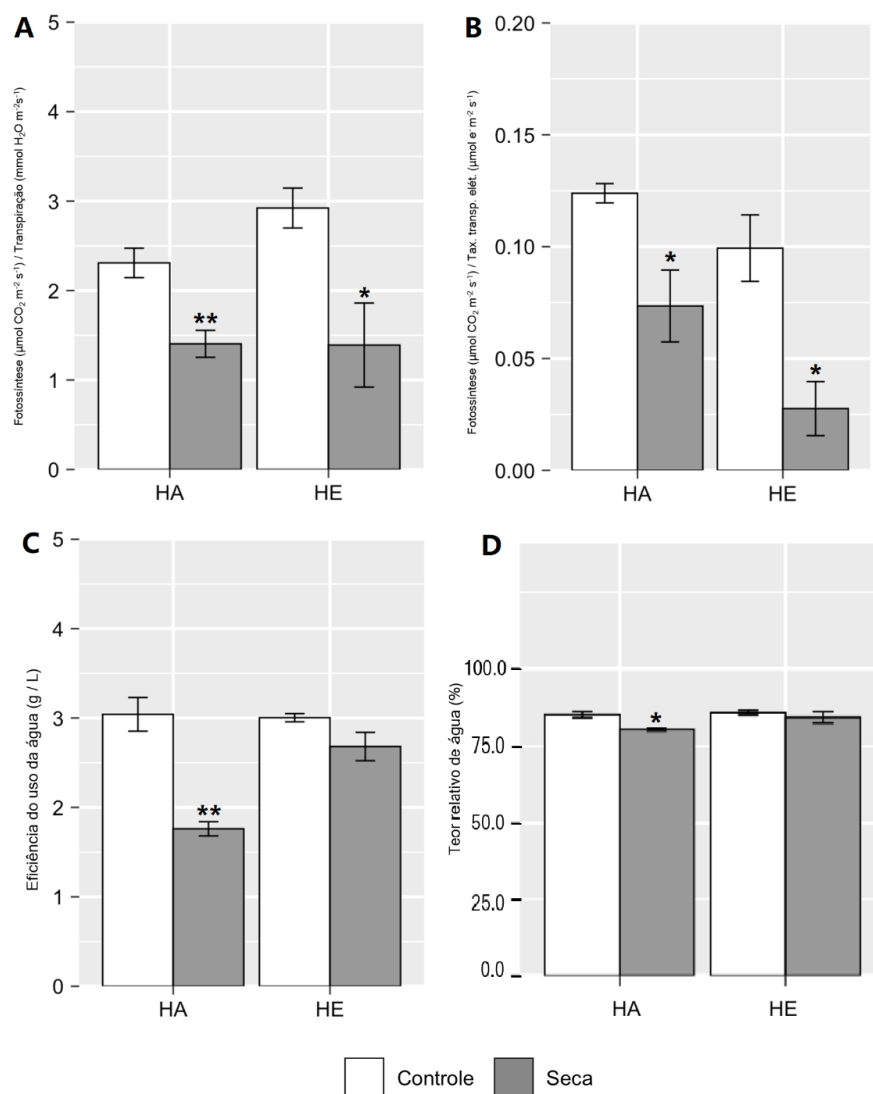 A
Fotossíntese (μmol CO₂ m⁻² s⁻¹) / Transpiração (mmol H₂O m⁻²s⁻¹)
5
4
3
2
1
0
**
*
HA
HE
B
Fotossíntese (μmol CO₂ m⁻² s⁻¹) / Tax. transp. elét. (μmol e⁻m⁻² s⁻¹)
0.20
0.15
0.10
0.05
0.00
*
*
HA
HE
C
Eficiência do uso da água (g / L)
5
4
3
2
1
0
**
HA
HE
D
Teor relativo de água (%)
100.0
75.0
50.0
25.0
0.0
*
HA
HE
Controle
Seca